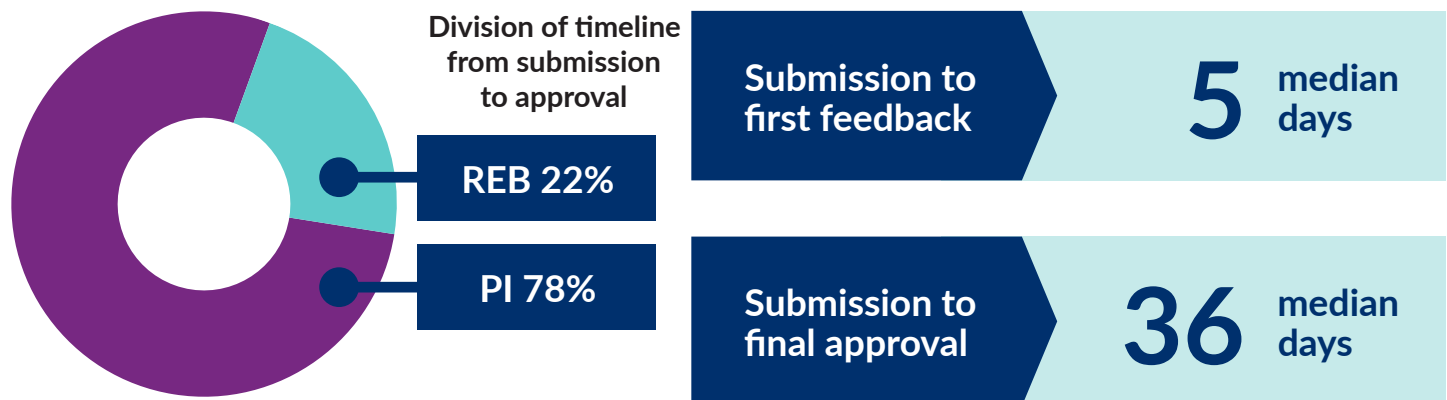 Division of timeline
from submission
to approval
REB 22%
PI 78%
Submission to
first feedback
5
median
days
Submission to
final approval
36
median
days